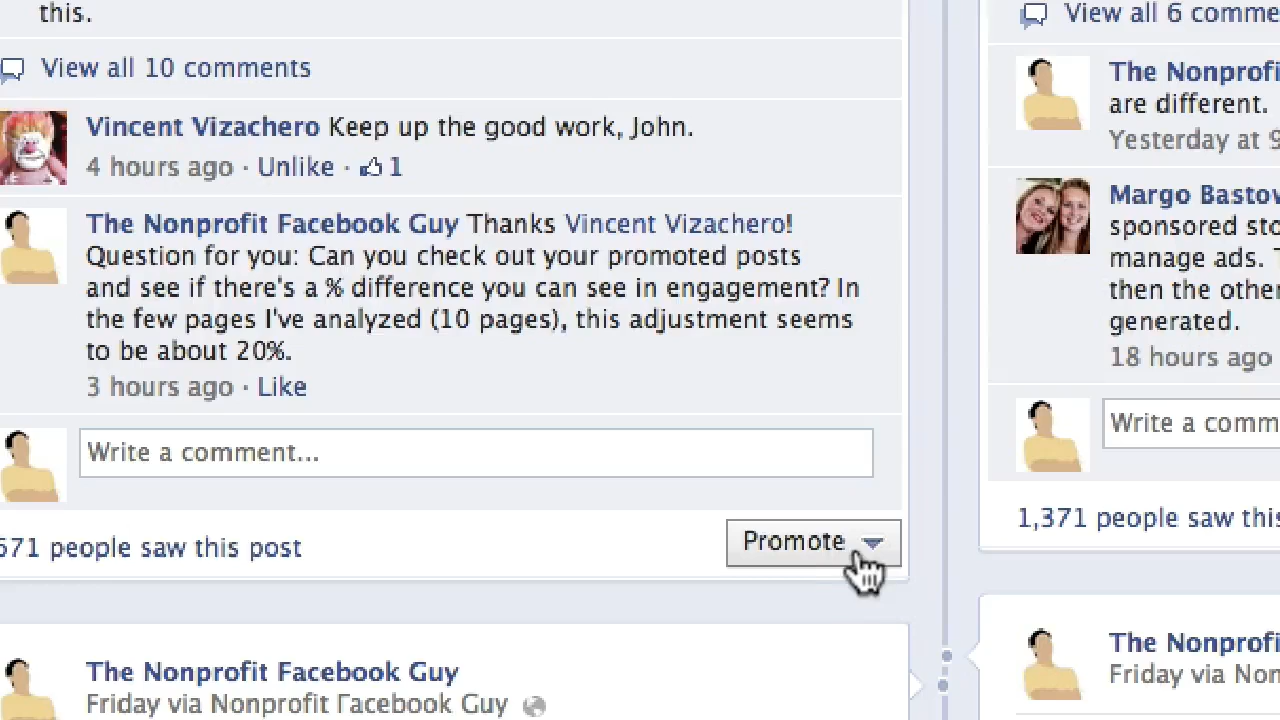 this.
View all 10 comments
Vincent Vizachero Keep up the good work, John.
4 hours ago · Unlike · 1
The Nonprofit Facebook Guy Thanks Vincent Vizachero!
Question for you: Can you check out your promoted posts
and see if there's a % difference you can see in engagement? In
the few pages I've analyzed (10 pages), this adjustment seems
to be about 20%.
3 hours ago · Like
Write a comment...
571 people saw this post
Promote
The Nonprofit Facebook Guy
Friday via Nonprofit Facebook Guy
View all 6 comme
The Nonprofi
are different.
Yesterday at 9
Margo Bastov
sponsored sto
manage ads. T
then the other
generated.
18 hours ago
Write a comm
1,371 people saw this
The Nonprofi
Friday via Non